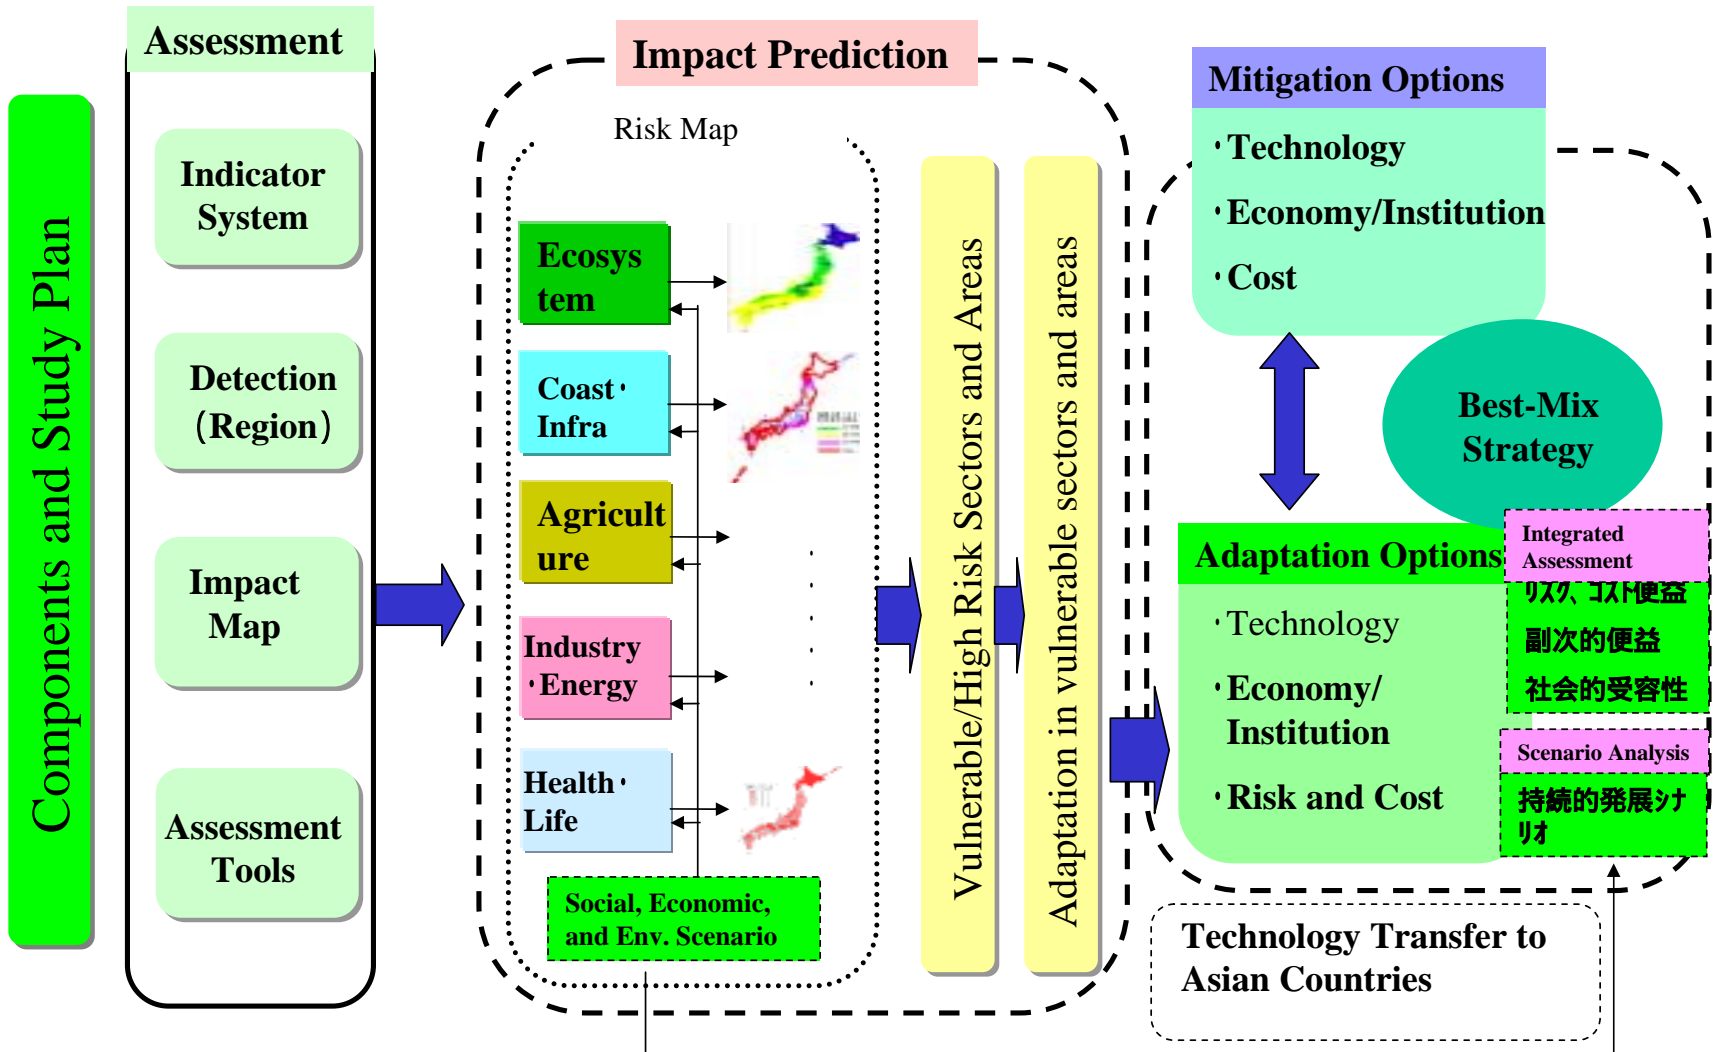 Components and Study Plan
Assessment
Indicator
System
Detection
（Region）
Impact
Map
Assessment
Tools
Impact Prediction
Risk Map
Ecosys
tem
Coast・
Infra
Agricult
ure
Industry
・Energy
Health・
Life
Social, Economic,
and Env. Scenario
Vulnerable/High Risk Sectors and Areas
Adaptation in vulnerable sectors and areas
Mitigation Options
・Technology
・Economy/Institution
・Cost
Best-Mix
Strategy
Adaptation Options
・Technology
・Economy/
Institution
・Risk and Cost
Integrated
Assessment
ﾘｽｸ、ｺｽﾄ便益
副次的便益
社会的受容性
Scenario Analysis
持続的発展ｼﾅ
ﾘｵ
Technology Transfer to
Asian Countries